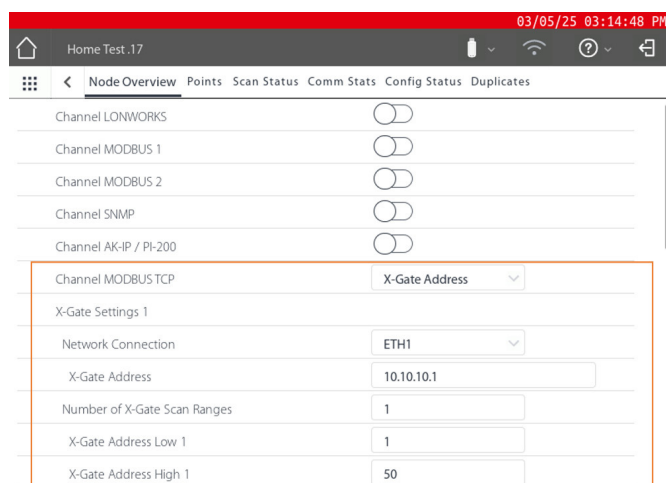 03/05/25 03:14:48 PM
Home Test .17
Node Overview Points Scan Status Comm Stats Config Status Duplicates
Channel LONWORKS
Channel MODBUS 1
Channel MODBUS 2
Channel SNMP
Channel AK-IP / PI-200
Channel MODBUS TCP X-Gate Address
X-Gate Settings 1
Network Connection ETH1
X-Gate Address 10.10.10.1
Number of X-Gate Scan Ranges 1
X-Gate Address Low 1 1
X-Gate Address High 1 50